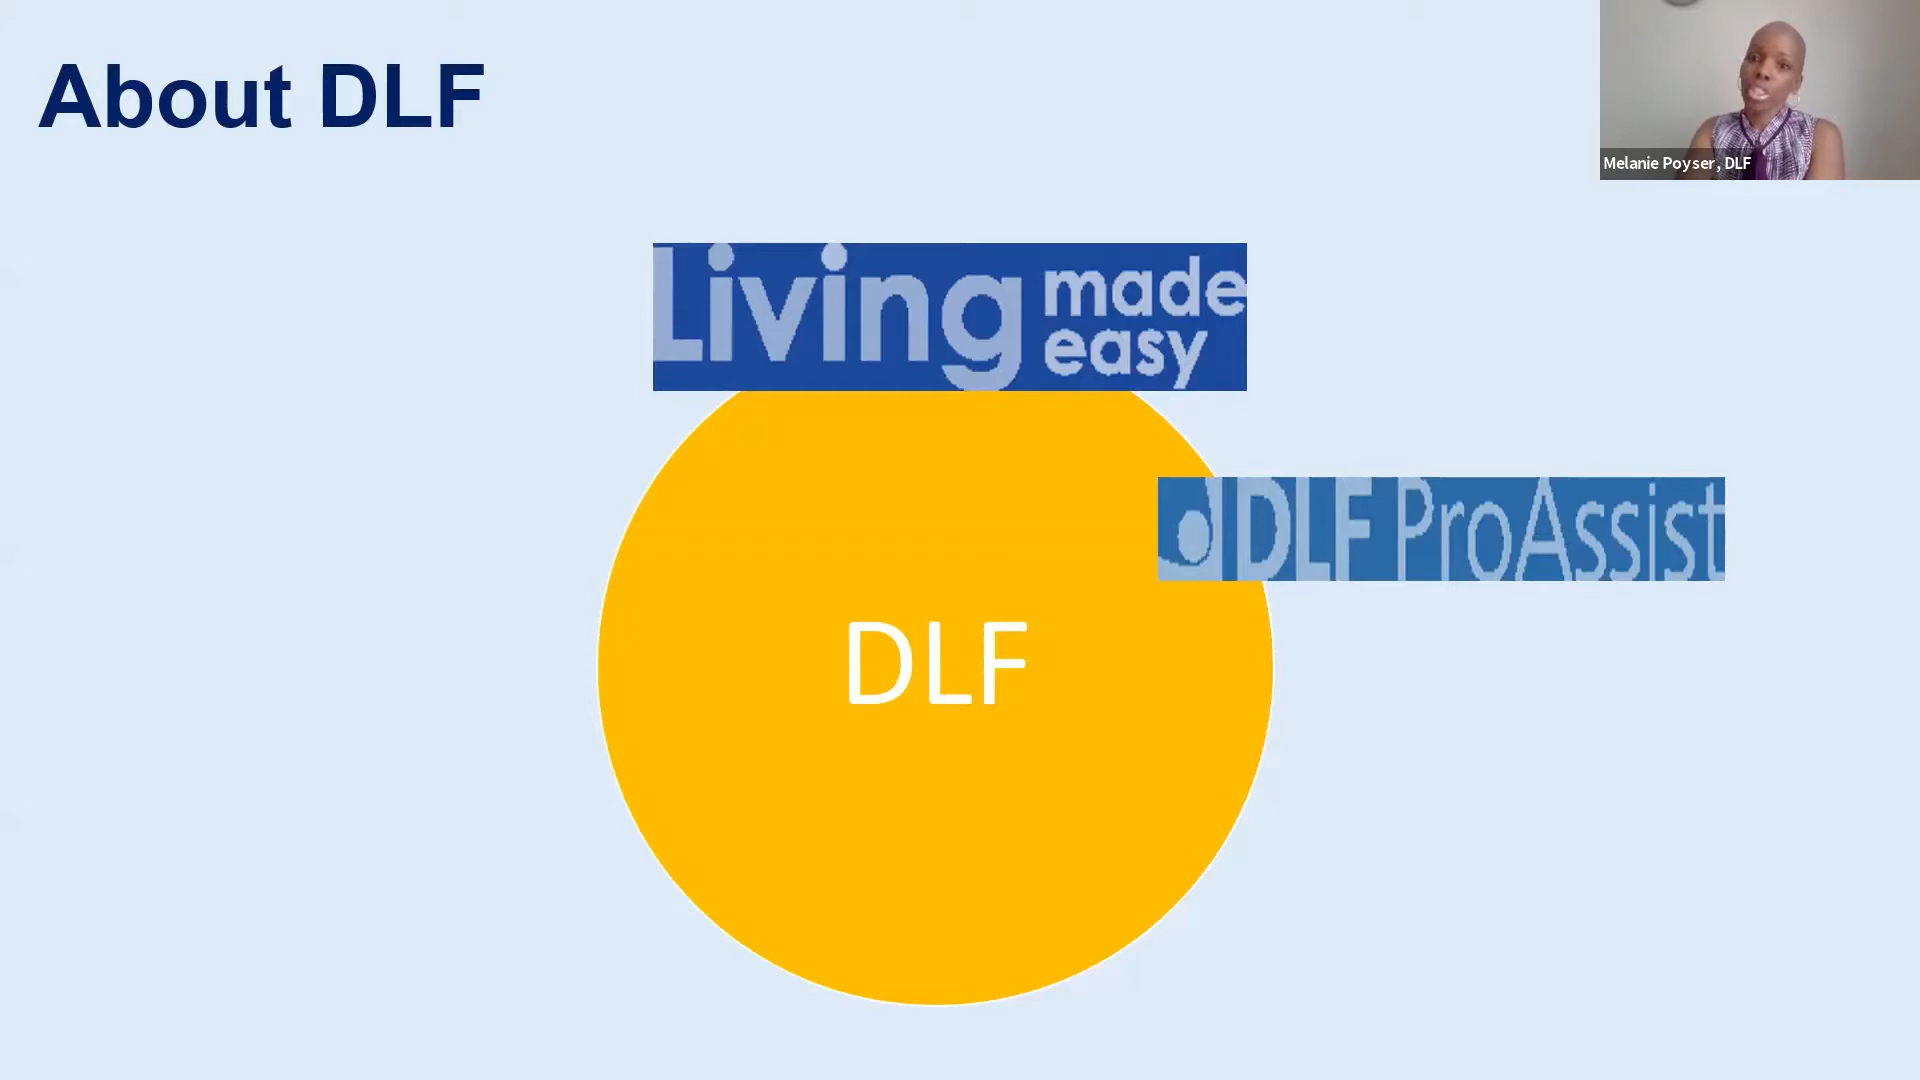 About DLF
Melanie Poyser, DLF
Living made
easy
DLF ProAssist
DLF